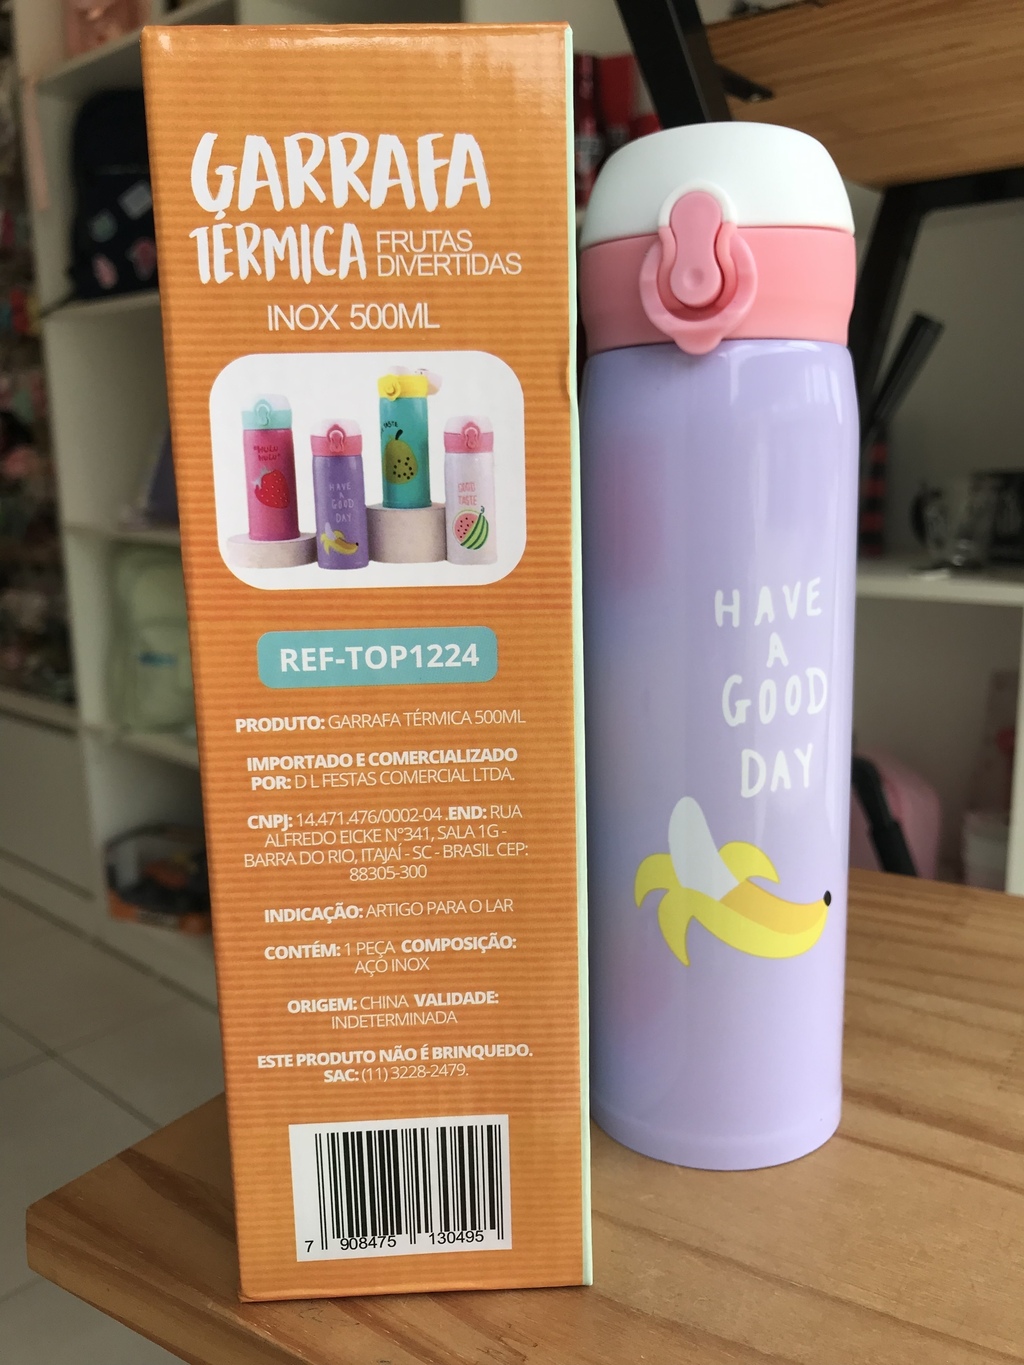 GARRAFA
TÉRMICA FRUTAS
DIVERTIDAS
INOX 500ML
HAVE
A
GOOD
DAY
REF-TOP1224
PRODUTO: GARRAFA TÉRMICA 500ML
IMPORTADO E COMERCIALIZADO
POR: D L FESTAS COMERCIAL LTDA.
CNPJ: 14.471.476/0002-04 .END: RUA
ALFREDO EICKE N°341, SALA 1G -
BARRA DO RIO, ITAJAÍ - SC - BRASIL CEP:
88305-300
INDICAÇÃO: ARTIGO PARA O LAR
CONTÉM: 1 PEÇA COMPOSIÇÃO:
AÇO INOX
ORIGEM: CHINA VALIDADE:
INDETERMINADA
ESTE PRODUTO NÃO É BRINQUEDO.
SAC: (11) 3228-2479.
7 908475 130495
HAVE
A
GOOD
DAY